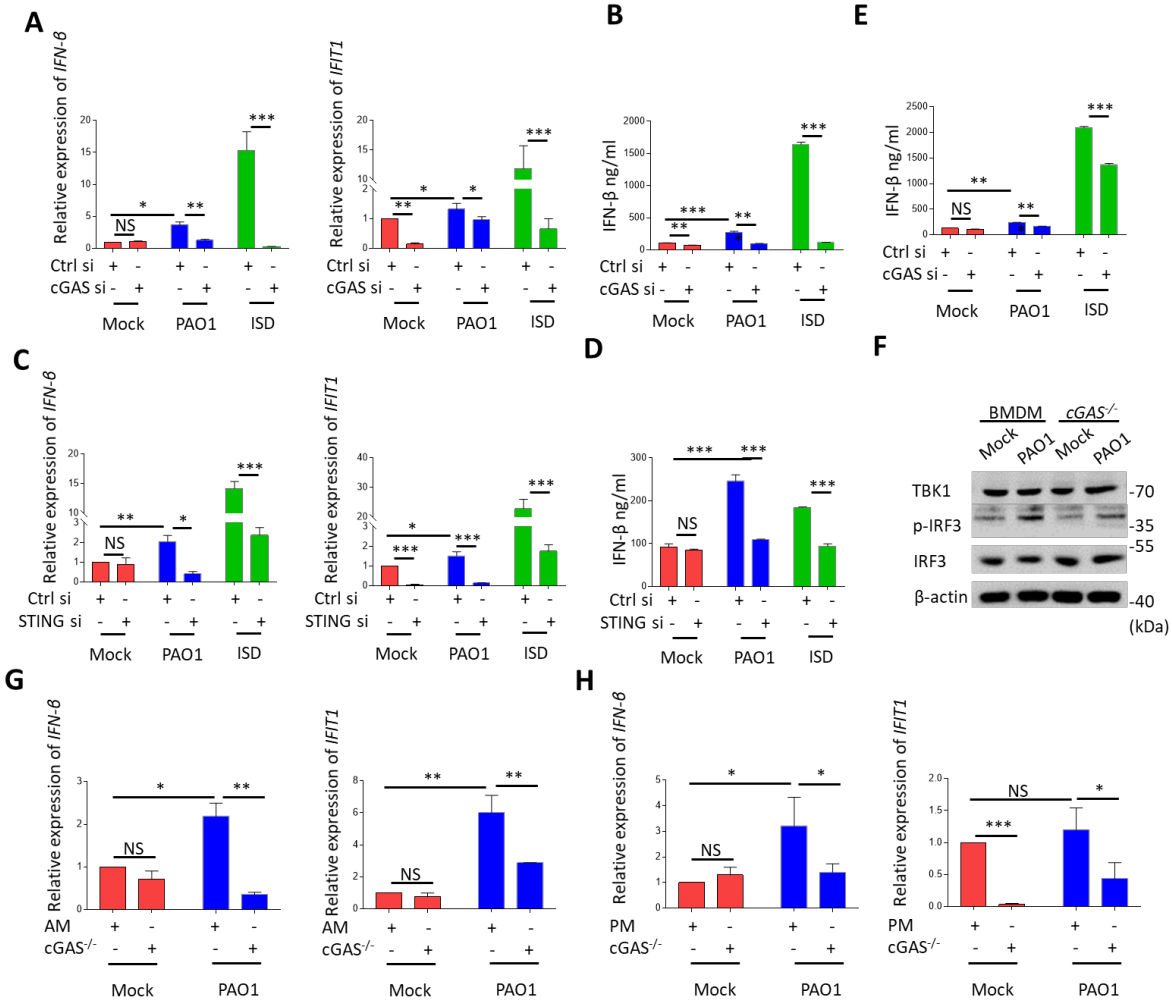 A
Relative expression of IFN-ϐ
20
15
10
5
0
NS
*
**
***
Ctrl si + - + - + -
cGAS si - + - + - +
Mock PAO1 ISD
Relative expression of IFIT1
20
15
10
2
1
0
**
*
*
***
Ctrl si + - + - + -
cGAS si - + - + - +
Mock PAO1 ISD
B
IFN-β ng/ml
2000
1500
1000
500
0
**
***
**
***
Ctrl si + - + - + -
cGAS si - + - + - +
Mock PAO1 ISD
E
IFN-β ng/ml
2500
2000
1500
1000
500
0
NS
**
**
***
Ctrl si + - + - + -
cGAS si - + - + - +
Mock PAO1 ISD
C
Relative expression of IFN-ϐ
20
15
10
4
2
0
NS
**
*
***
Ctrl si + - + - + -
STING si - + - + - +
Mock PAO1 ISD
Relative expression of IFIT1
40
30
20
4
2
0
***
*
***
***
Ctrl si + - + - + -
STING si - + - + - +
Mock PAO1 ISD
D
IFN-β ng/ml
300
200
100
0
NS
***
***
***
Ctrl si + - + - + -
STING si - + - + - +
Mock PAO1 ISD
F
BMDM cGAS-/-
Mock PAO1 Mock PAO1
TBK1 -70
p-IRF3 -35
-55
IRF3
β-actin -40
(kDa)
G
Relative expression of IFN-ϐ
3
2
1
0
NS
*
**
AM + - + -
cGAS-/- - + - +
Mock PAO1
Relative expression of IFIT1
8
6
4
2
0
NS
**
**
AM + - + -
cGAS-/- - + - +
Mock PAO1
H
Relative expression of IFN-ϐ
5
4
3
2
1
0
NS
*
*
PM + - + -
cGAS-/- - + - +
Mock PAO1
Relative expression of IFIT1
2.0
1.5
1.0
0.5
0.0
***
NS
*
PM + - + -
cGAS-/- - + - +
Mock PAO1